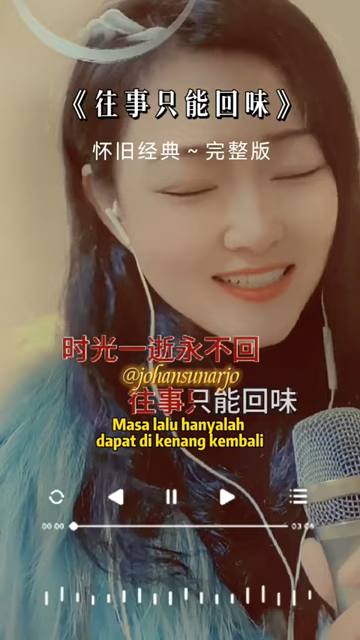 《往事只能回味》
怀旧经典~完整版
时光一逝永不回
@johansunarjo
往事只能回味
Masa lalu hanyalah
dapat di kenang kembali
00:00
03:06